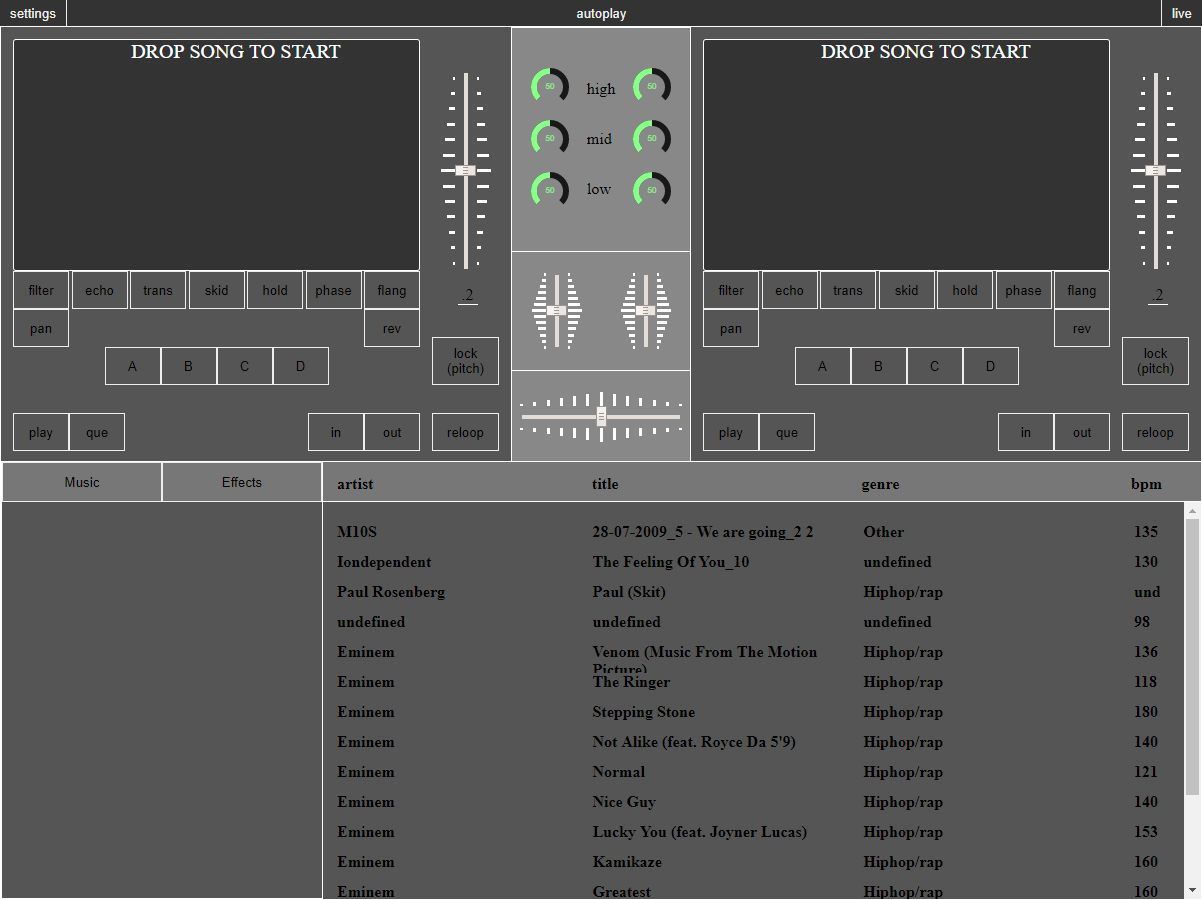 settings autoplay live
DROP SONG TO START DROP SONG TO START
50 high 50
50 mid 50
50 low 50
filter echo trans skid hold phase flang .2 filter echo trans skid hold phase flang .2
pan rev pan rev
lock lock
A B C D (pitch) A B C D (pitch)
play que in out reloop play que in out reloop
Music Effects artist title genre bpm
M10S 28-07-2009_5 - We are going_2 2 Other 135
Iondependent The Feeling Of You_10 undefined 130
Paul Rosenberg Paul (Skit) Hiphop/rap und
undefined undefined undefined 98
Eminem Venom (Music From The Motion Hiphop/rap 136
Picture)
Eminem The Ringer Hiphop/rap 118
Eminem Stepping Stone Hiphop/rap 180
Eminem Not Alike (feat. Royce Da 5'9) Hiphop/rap 140
Eminem Normal Hiphop/rap 121
Eminem Nice Guy Hiphop/rap 140
Eminem Lucky You (feat. Joyner Lucas) Hiphop/rap 153
Eminem Kamikaze Hiphop/rap 160
Eminem Greatest Hiphop/rap 160